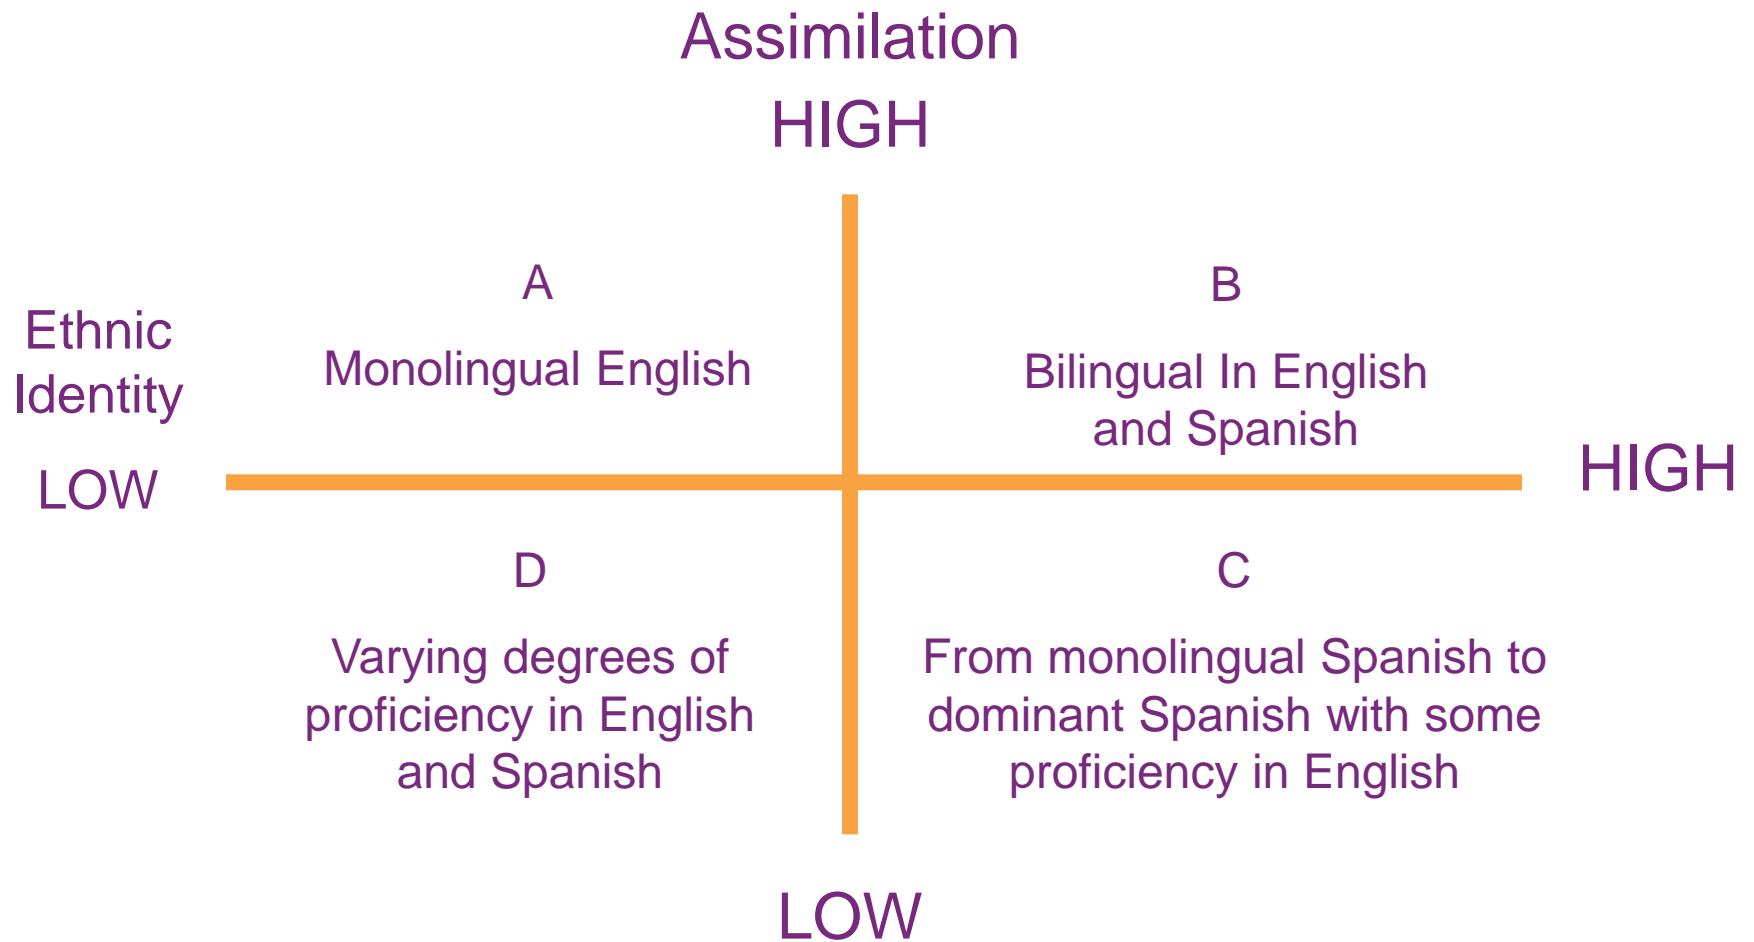 Assimilation
HIGH
A
Monolingual English
B
Bilingual In English
and Spanish
Ethnic
Identity
LOW
HIGH
D
Varying degrees of
proficiency in English
and Spanish
C
From monolingual Spanish to
dominant Spanish with some
proficiency in English
LOW